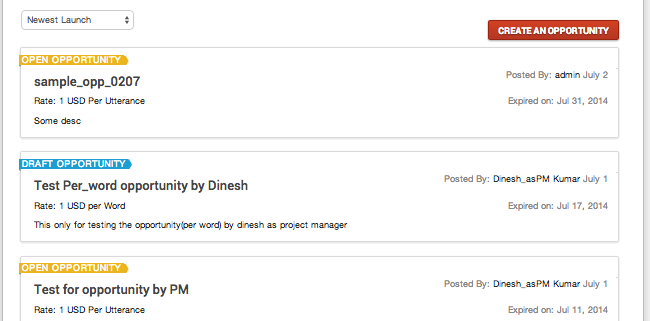 Newest Launch
CREATE AN OPPORTUNITY
OPEN OPPORTUNITY
sample_opp_0207
Posted By: admin July 2
Rate: 1 USD Per Utterance
Expired on: Jul 31, 2014
Some desc
DRAFT OPPORTUNITY
Test Per_word opportunity by Dinesh
Posted By: Dinesh_asPM Kumar July 1
Rate: 1 USD per Word
Expired on: Jul 17, 2014
This only for testing the opportunity(per word) by dinesh as project manager
OPEN OPPORTUNITY
Test for opportunity by PM
Posted By: Dinesh_asPM Kumar July 1
Rate: 1 USD Per Utterance
Expired on: Jul 11, 2014